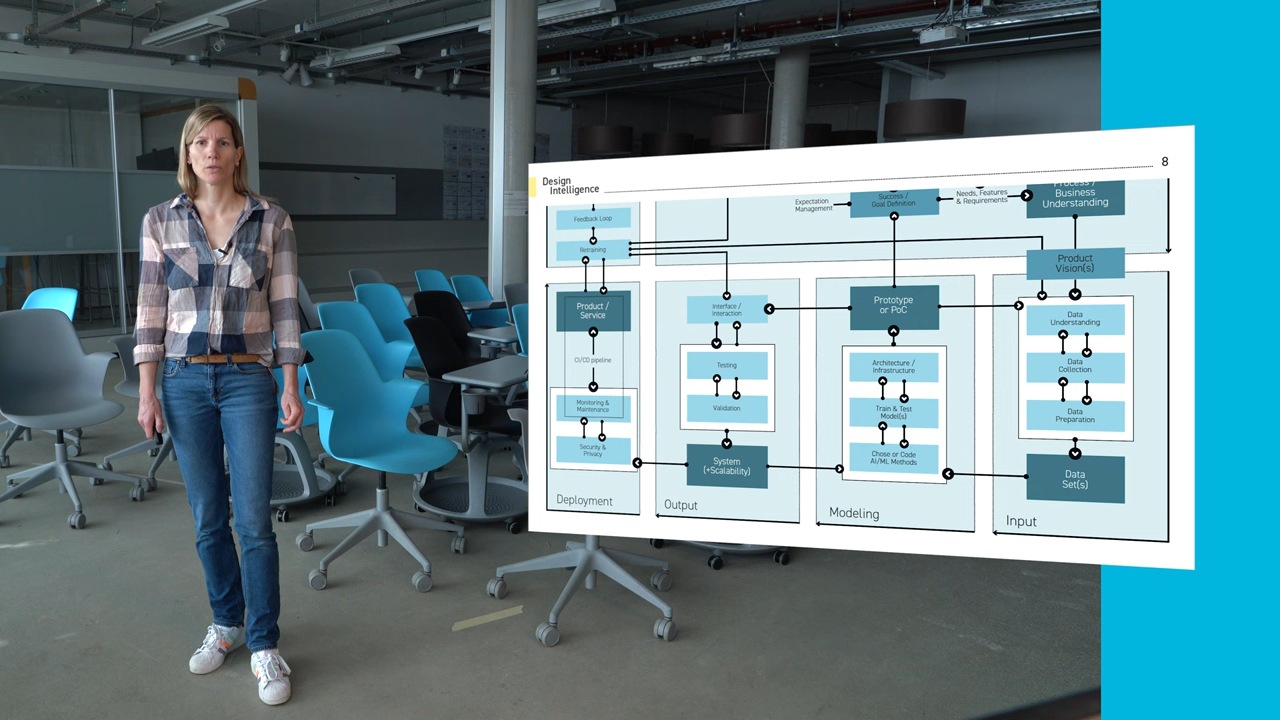 Design
Intelligence
8
Expectation
Management
Success /
Goal Definition
Needs, Features
& Requirements
Process /
Business
Understanding
Feedback Loop
Retraining
Product
Vision(s)
Product /
Service
CI/CD pipeline
Monitoring &
Maintenance
Security &
Privacy
Deployment
Interface /
Interaction
Testing
Validation
System
(+Scalability)
Output
Prototype
or PoC
Architecture /
Infrastructure
Train & Test
Model(s)
Chose or Code
AI/ML Methods
Modeling
Data
Understanding
Data
Collection
Data
Preparation
Data
Set(s)
Input